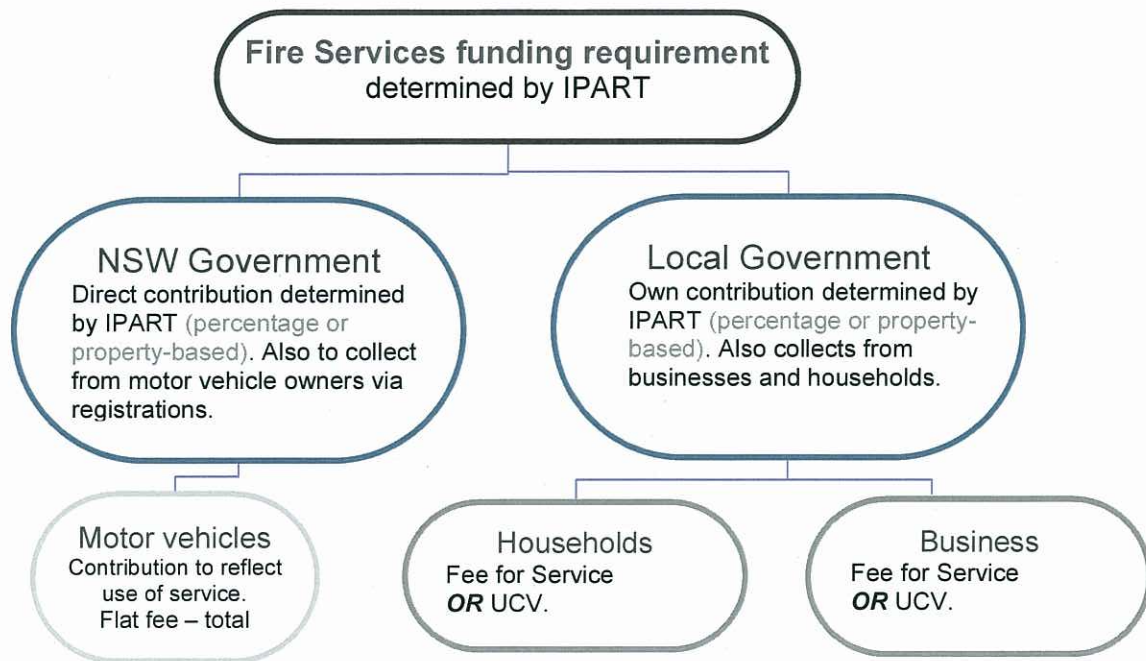 Fire Services funding requirement
determined by IPART
NSW Government
Direct contribution determined
by IPART (percentage or
property-based). Also to collect
from motor vehicle owners via
registrations.
Local Government
Own contribution determined by
IPART (percentage or property-
based). Also collects from
businesses and households.
Motor vehicles
Contribution to reflect
use of service.
Flat fee – total
Households
Fee for Service
OR UCV.
Business
Fee for Service
OR UCV.